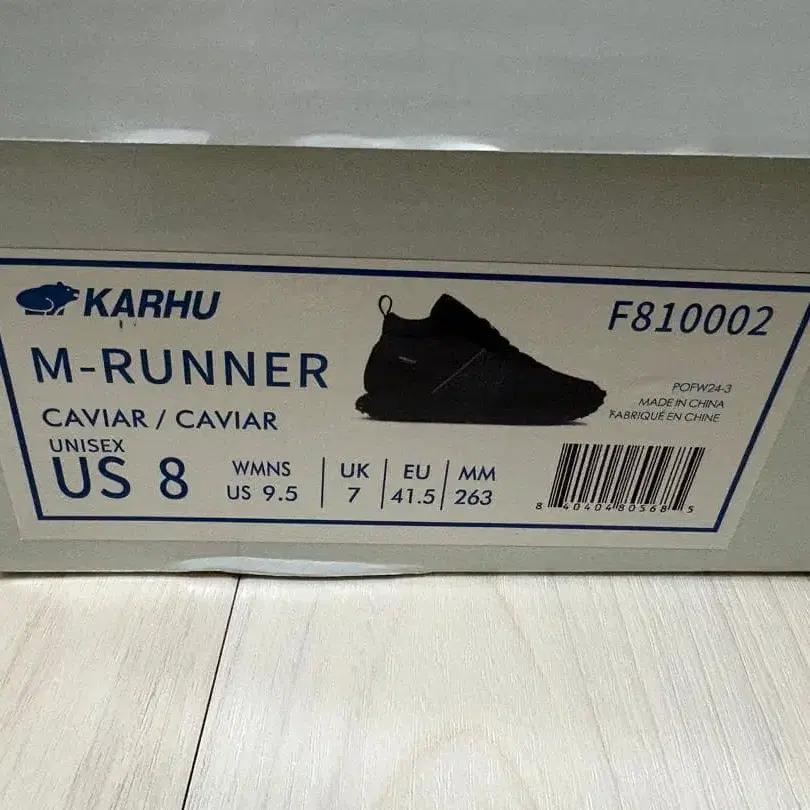 KARHU
F810002
M-RUNNER
CAVIAR / CAVIAR
POFW24-3
MADE IN CHINA
FABRIQUÉ EN CHINE
UNISEX
US 8
WMNS
US 9.5
UK
7
EU
41.5
MM
263
8 40404 80568 5